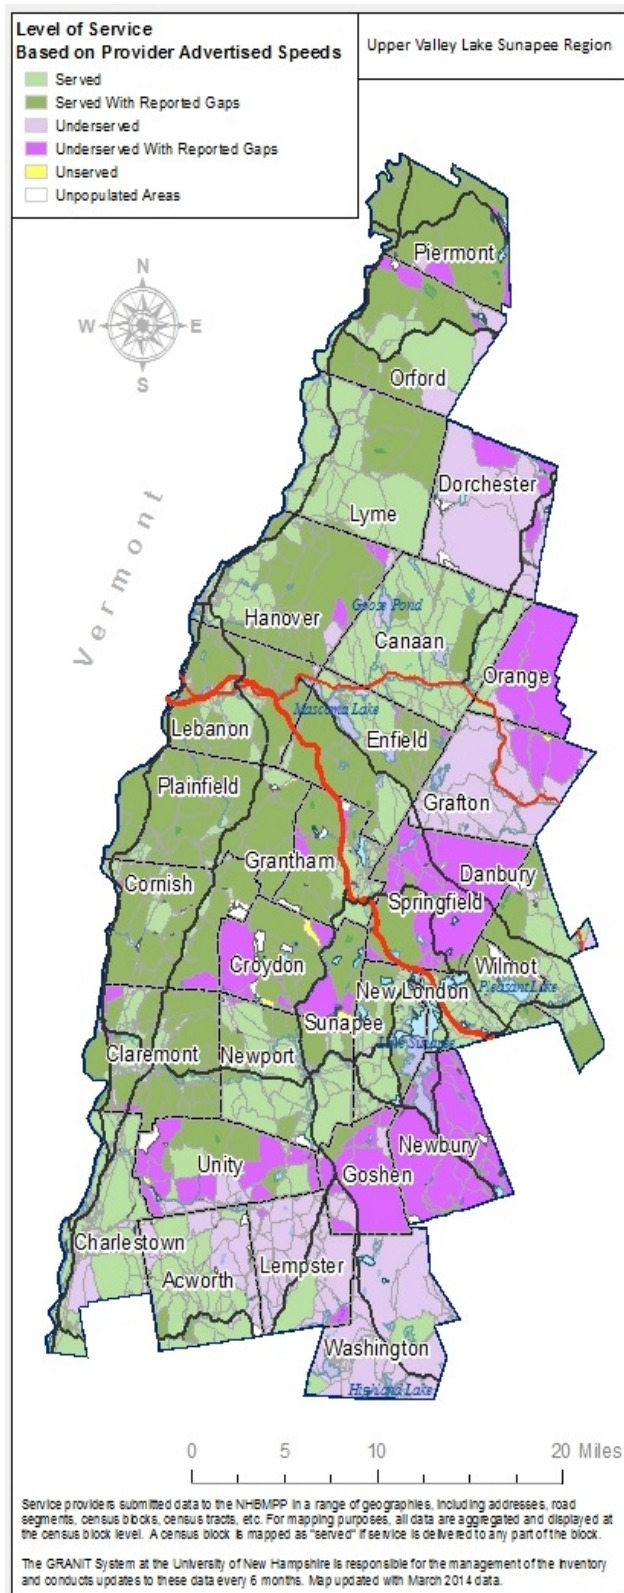 Level of Service
Based on Provider Advertised Speeds
Upper Valley Lake Sunapee Region
Served
Served With Reported Gaps
Underserved
Underserved With Reported Gaps
Unserved
Unpopulated Areas
N
W
E
S
Vermont
Piermont
Orford
Dorchester
Lyme
Hanover
Goose Pond
Canaan
Orange
Mascoma Lake
Lebanon
Enfield
Plainfield
Grafton
Grantham
Danbury
Cornish
Springfield
Croydon
Wilmot
New London
Pleasant Lake
Sunapee
Lake Sunapee
Claremont
Newport
Newbury
Unity
Goshen
Charlestown
Lempster
Acworth
Washington
Highland Lake
0 5 10 20 Miles
Service providers submitted data to the NHBMPP in a range of geographies, including addresses, road
segments, census blocks, census tracts, etc. For mapping purposes, all data are aggregated and displayed at
the census block level. A census block is mapped as "served" if service is delivered to any part of the block.
The GRANIT System at the University of New Hampshire is responsible for the management of the inventory
and conducts updates to these data every 6 months. Map updated with March 2014 data.